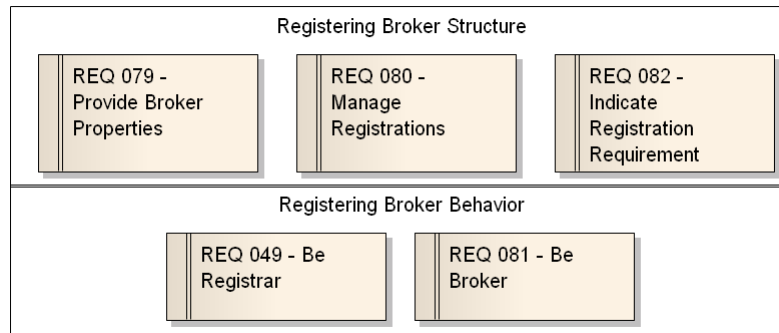 Registering Broker Structure
REQ 079 -
Provide Broker
Properties
REQ 080 -
Manage
Registrations
REQ 082 -
Indicate
Registration
Requirement
Registering Broker Behavior
REQ 049 - Be
Registrar
REQ 081 - Be
Broker